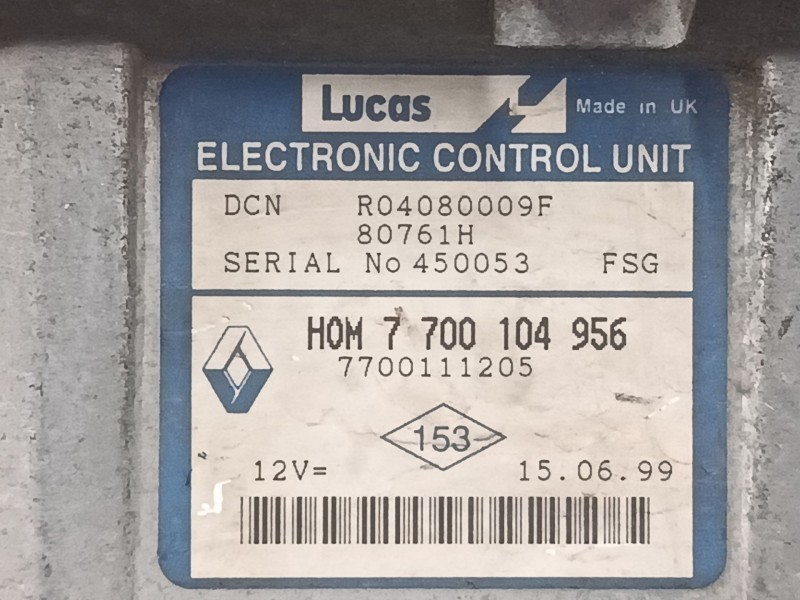 Lucas
Made in UK
ELECTRONIC CONTROL UNIT
DCN R04080009F
80761H
SERIAL No 450053 FSG
HOM 7 700 104 956
7700111205
153
12V=
15.06.99